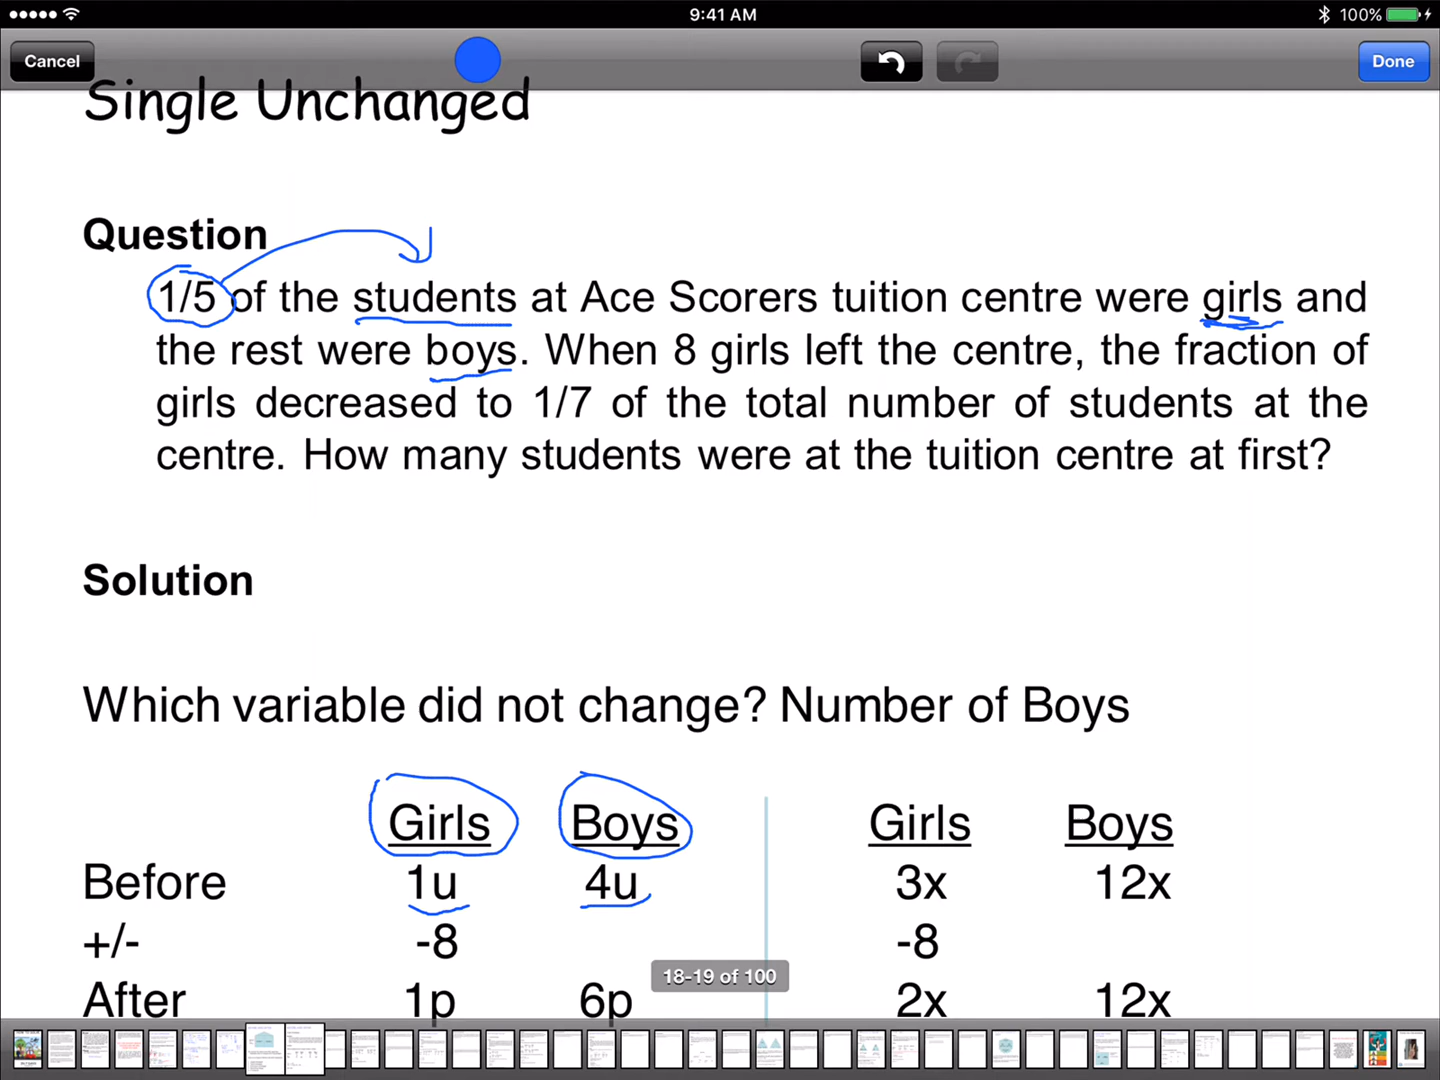 9:41 AM
100%
Cancel
Done
Single Unchanged
Question
1/5 of the students at Ace Scorers tuition centre were girls and
the rest were boys. When 8 girls left the centre, the fraction of
girls decreased to 1/7 of the total number of students at the
centre. How many students were at the tuition centre at first?
Solution
Which variable did not change? Number of Boys
Girls Boys Girls Boys
Before 1u 4u 3x 12x
+/- -8 -8
After 1p 6p 2x 12x
18-19 of 100